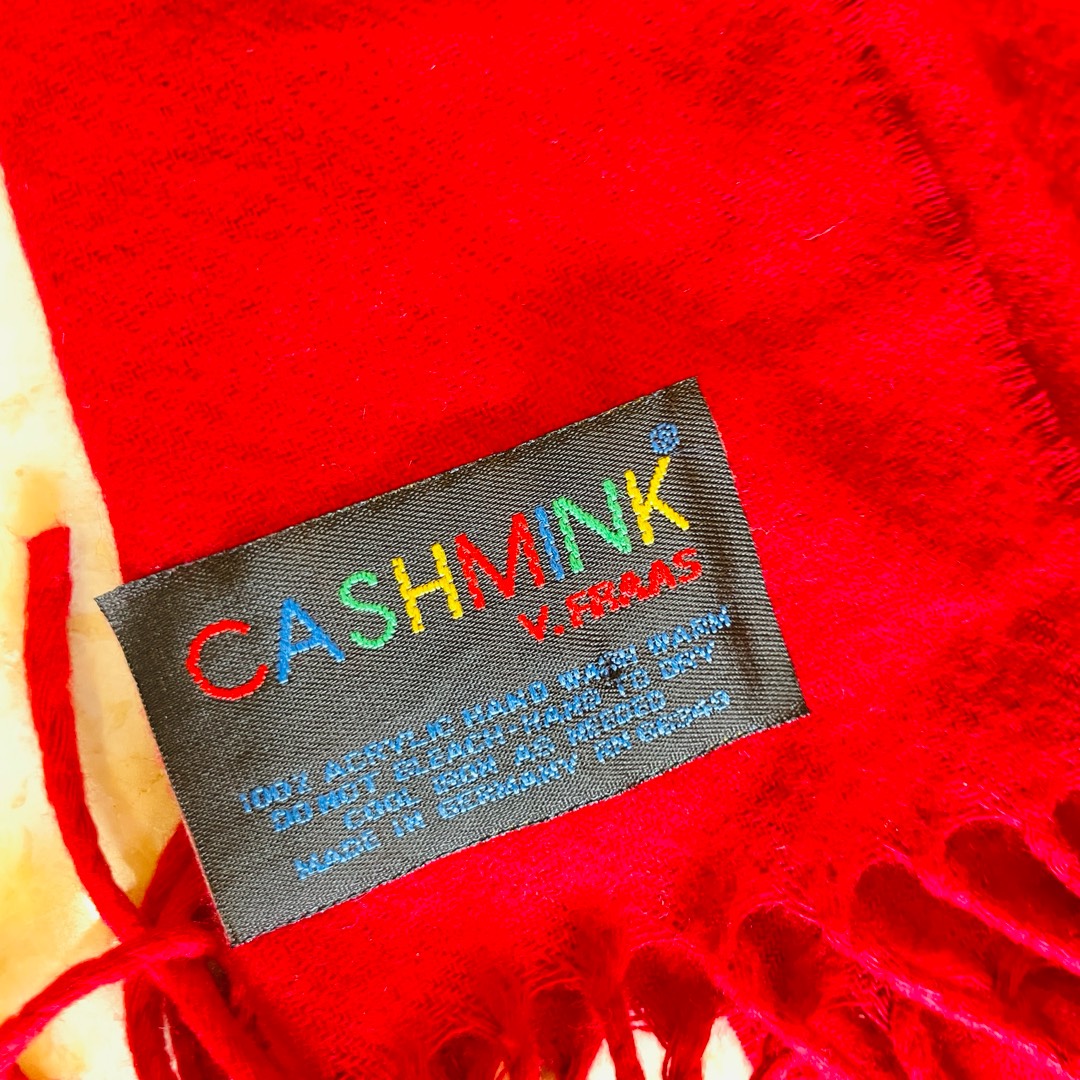 CASHMINK®
V. FRAAS
100% ACRYLIC HAND WASH WARM
DO NOT BLEACH-HANG TO DRY
COOL IRON AS NEEDED
MADE IN GERMANY RN